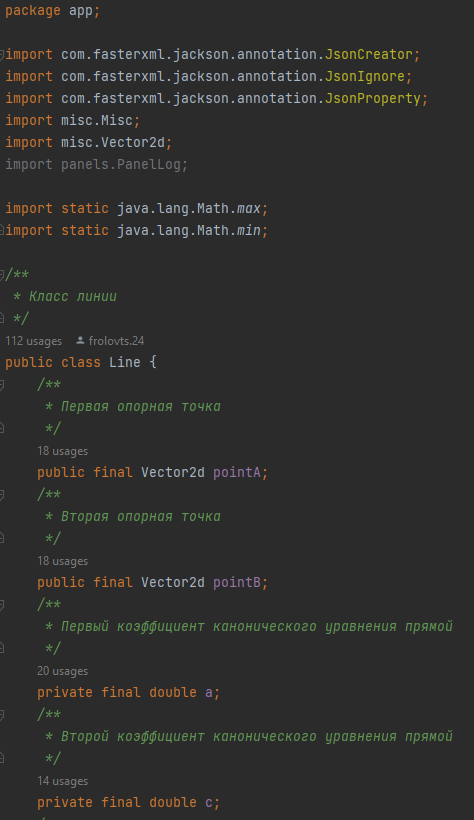 package app;
import com.fasterxml.jackson.annotation.JsonCreator;
import com.fasterxml.jackson.annotation.JsonIgnore;
import com.fasterxml.jackson.annotation.JsonProperty;
import misc.Misc;
import misc.Vector2d;
import panels.PanelLog;
import static java.lang.Math.max;
import static java.lang.Math.min;
/**
* Класс линии
*/
112 usages frolovts.24
public class Line {
/**
* Первая опорная точка
*/
18 usages
public final Vector2d pointA;
/**
* Вторая опорная точка
*/
18 usages
public final Vector2d pointB;
/**
* Первый коэффициент канонического уравнения прямой
*/
20 usages
private final double a;
/**
* Второй коэффициент канонического уравнения прямой
*/
14 usages
private final double c;